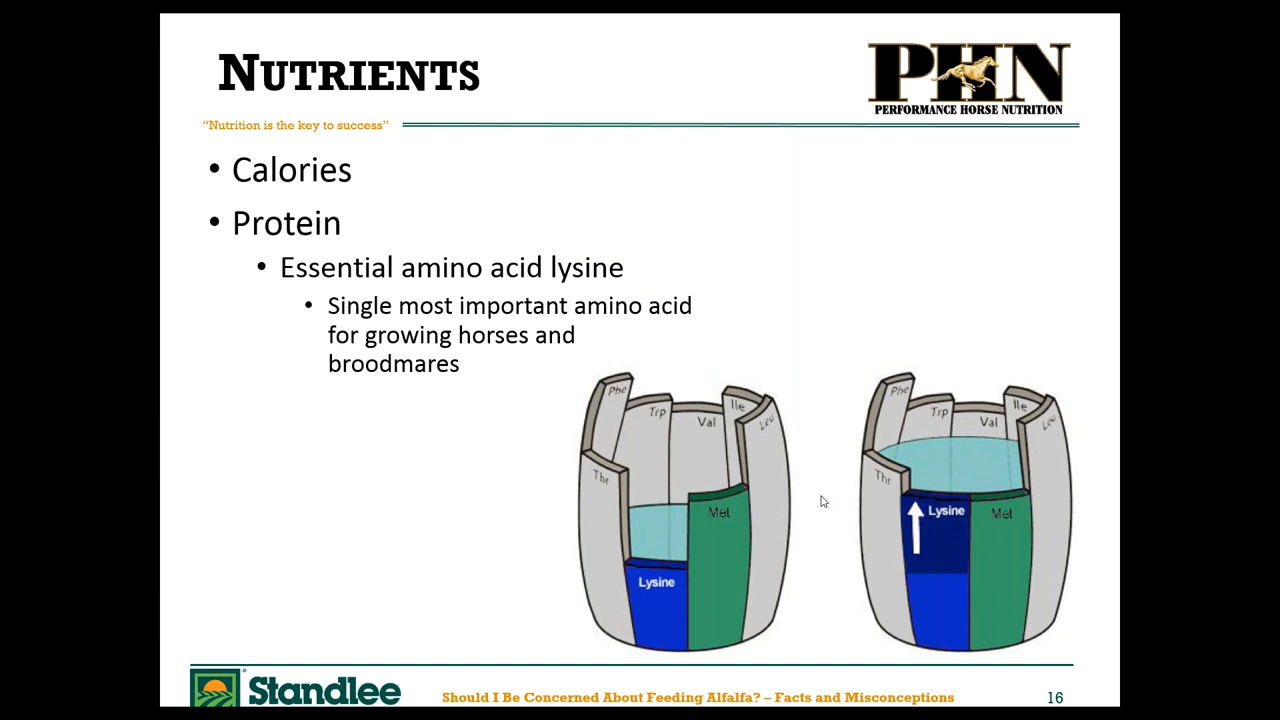 NUTRIENTS
PHN
PERFORMANCE HORSE NUTRITION
“Nutrition is the key to success”
• Calories
• Protein
• Essential amino acid lysine
• Single most important amino acid
for growing horses and
broodmares
Phe
Trp
Val
Ile
Leu
Thr
Met
Lysine
Phe
Trp
Val
Ile
Leu
Thr
Lysine
Met
Standlee
Should I Be Concerned About Feeding Alfalfa? – Facts and Misconceptions
16